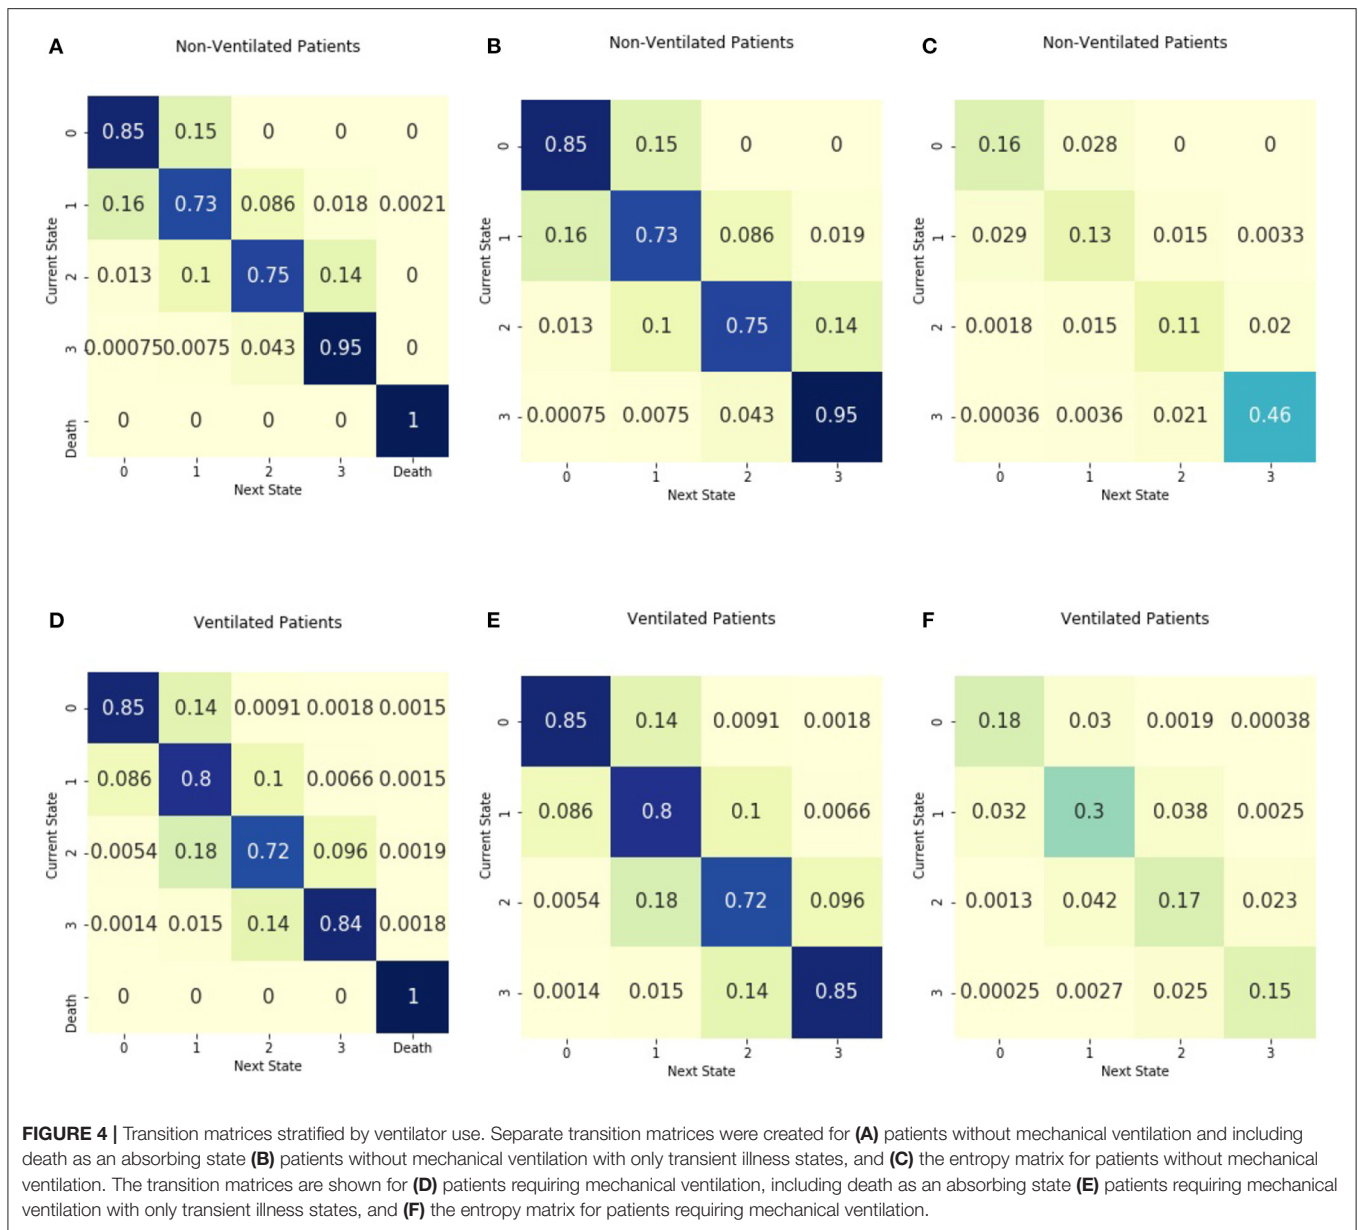 A
Non-Ventilated Patients
0 0.85 0.15 0 0 0
1 0.16 0.73 0.086 0.018 0.0021
2 0.013 0.1 0.75 0.14 0
3 0.00075 0.0075 0.043 0.95 0
Death 0 0 0 0 1
0 1 2 3 Death
Current State
Next State
B
Non-Ventilated Patients
0 0.85 0.15 0 0
1 0.16 0.73 0.086 0.019
2 0.013 0.1 0.75 0.14
3 0.00075 0.0075 0.043 0.95
0 1 2 3
Current State
Next State
C
Non-Ventilated Patients
0 0.16 0.028 0 0
1 0.029 0.13 0.015 0.0033
2 0.0018 0.015 0.11 0.02
3 0.00036 0.0036 0.021 0.46
0 1 2 3
Current State
Next State
D
Ventilated Patients
0 0.85 0.14 0.0091 0.0018 0.0015
1 0.086 0.8 0.1 0.0066 0.0015
2 0.0054 0.18 0.72 0.096 0.0019
3 0.0014 0.015 0.14 0.84 0.0018
Death 0 0 0 0 1
0 1 2 3 Death
Current State
Next State
E
Ventilated Patients
0 0.85 0.14 0.0091 0.0018
1 0.086 0.8 0.1 0.0066
2 0.0054 0.18 0.72 0.096
3 0.0014 0.015 0.14 0.85
0 1 2 3
Current State
Next State
F
Ventilated Patients
0 0.18 0.03 0.0019 0.00038
1 0.032 0.3 0.038 0.0025
2 0.0013 0.042 0.17 0.023
3 0.00025 0.0027 0.025 0.15
0 1 2 3
Current State
Next State
FIGURE 4 | Transition matrices stratified by ventilator use. Separate transition matrices were created for (A) patients without mechanical ventilation and including
death as an absorbing state (B) patients without mechanical ventilation with only transient illness states, and (C) the entropy matrix for patients without mechanical
ventilation. The transition matrices are shown for (D) patients requiring mechanical ventilation, including death as an absorbing state (E) patients requiring mechanical
ventilation with only transient illness states, and (F) the entropy matrix for patients requiring mechanical ventilation.